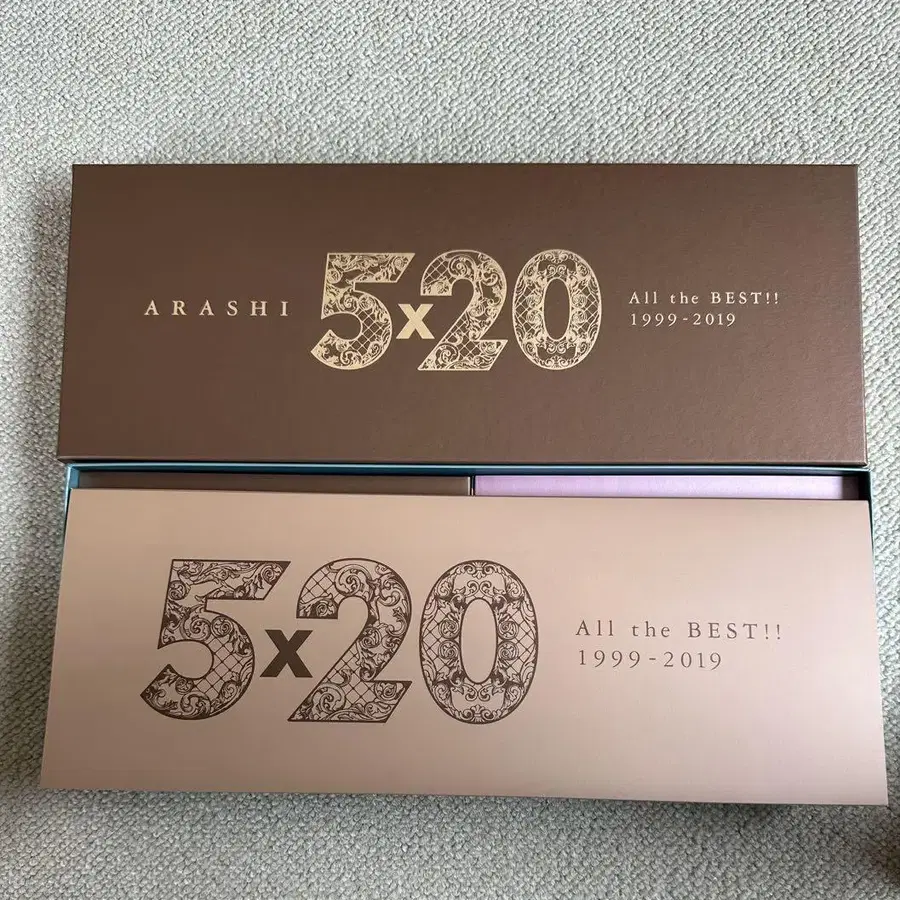 ARASHI 5x20 All the BEST!!
1999-2019
5x20 All the BEST!!
1999-2019